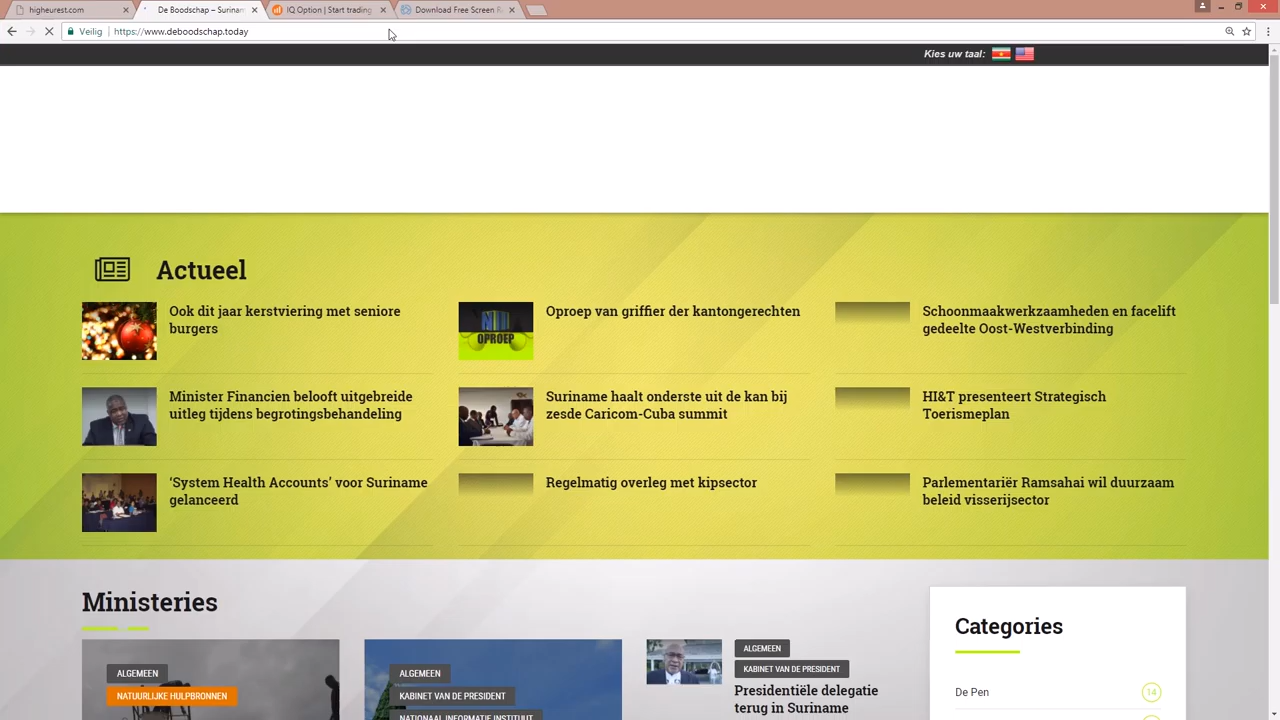 higheurest.com
De Boodschap – Surinam
IQ Option | Start trading
Download Free Screen R
Veilig
https://www.deboodschap.today
Kies uw taal:
Actueel
Ook dit jaar kerstviering met seniore
burgers
Oproep van griffier der kantongerechten
OPROEP
Schoonmaakwerkzaamheden en facelift
gedeelte Oost-Westverbinding
Minister Financien belooft uitgebreide
uitleg tijdens begrotingsbehandeling
Suriname haalt onderste uit de kan bij
zesde Caricom-Cuba summit
HI&T presenteert Strategisch
Toerismeplan
‘System Health Accounts’ voor Suriname
gelanceerd
Regelmatig overleg met kipsector
Parlementariër Ramsahai wil duurzaam
beleid visserijsector
Ministeries
ALGEMEEN
NATUURLIJKE HULPBRONNEN
ALGEMEEN
KABINET VAN DE PRESIDENT
NATIONAAL INFORMATIE INSTITUUT
ALGEMEEN
KABINET VAN DE PRESIDENT
Presidentiële delegatie
terug in Suriname
Categories
De Pen
14